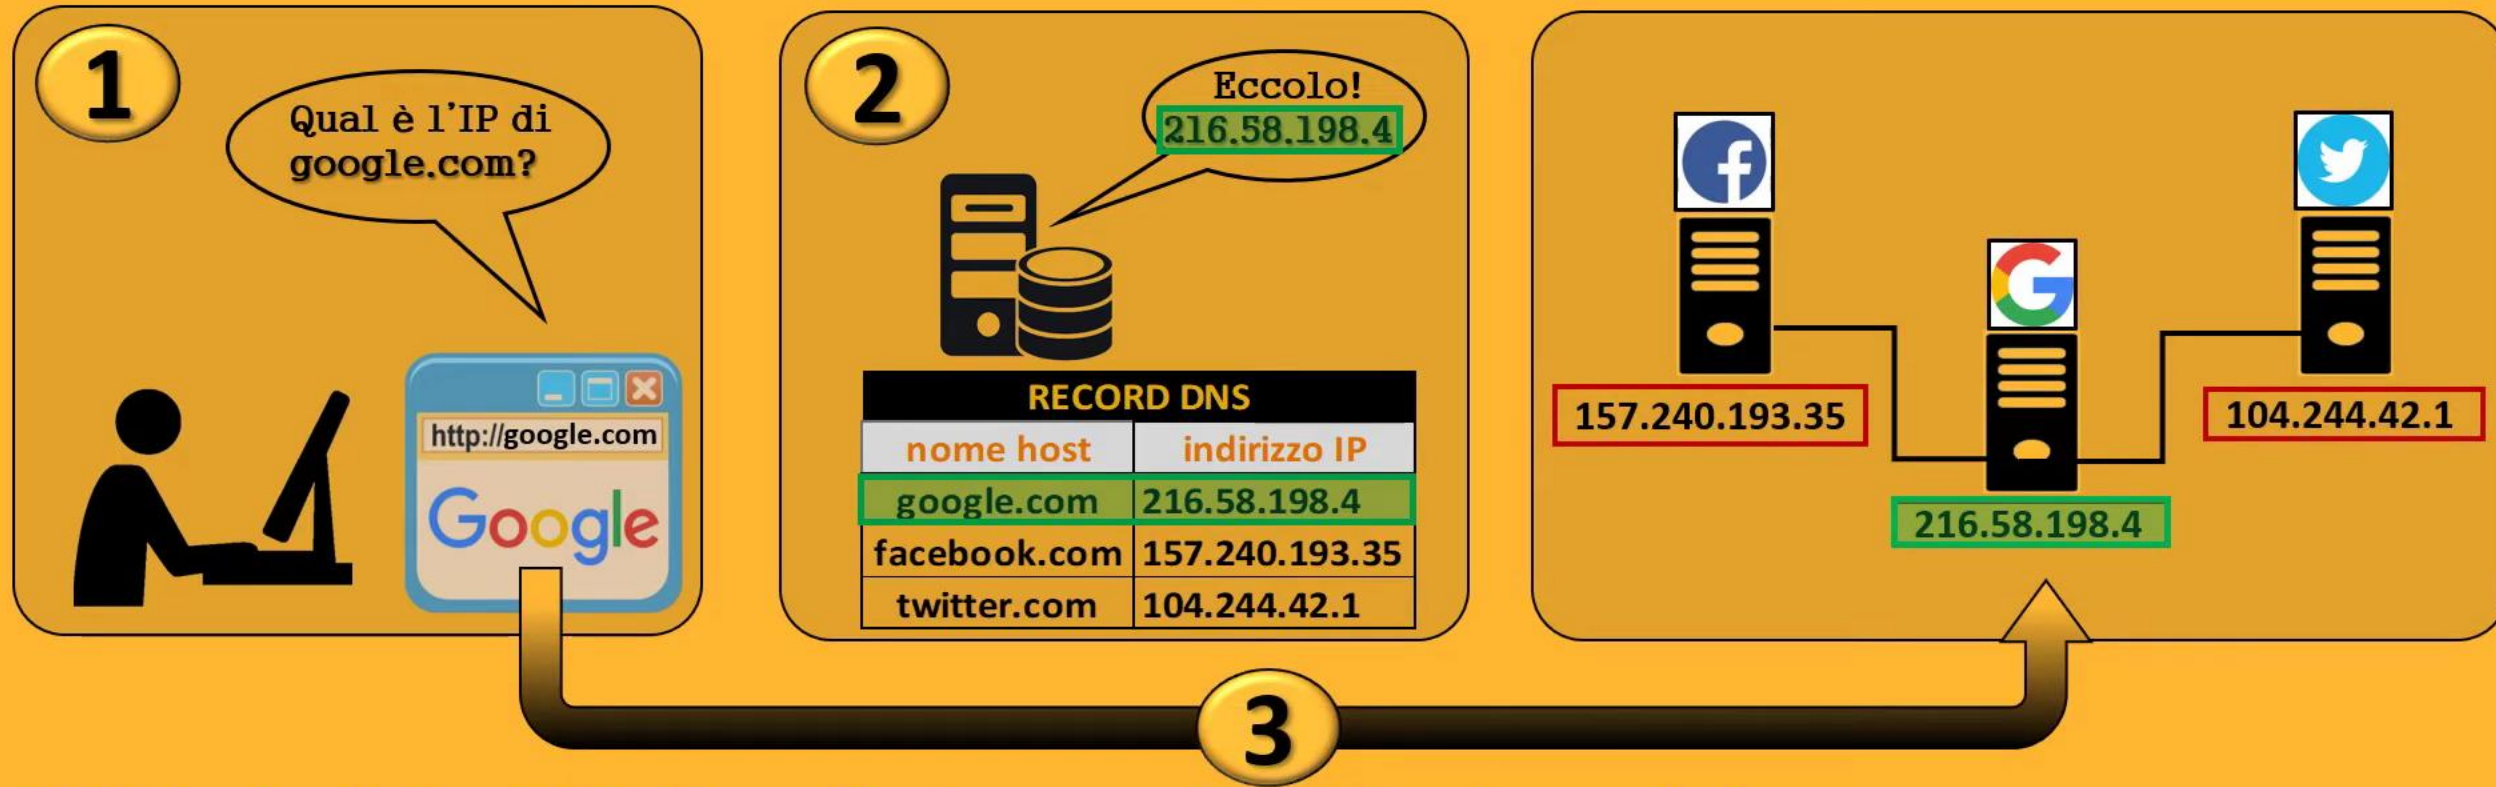 1
Qual è l'IP di
google.com?
http://google.com
Google
2
Eccolo!
216.58.198.4
RECORD DNS
nome host indirizzo IP
google.com 216.58.198.4
facebook.com 157.240.193.35
twitter.com 104.244.42.1
f
G
157.240.193.35
104.244.42.1
216.58.198.4
3